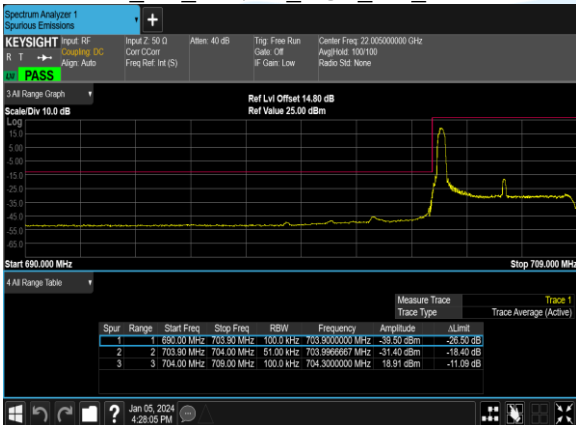 Spectrum Analyzer 1
Spurious Emissions
KEYSIGHT Input: RF Input Z: 50 Ω Atten: 40 dB Trig: Free Run Center Freq: 22.005000000 GHz
R T Coupling: DC Corr CCorr Gate: Off Avg|Hold: 100/100
Align: Auto Freq Ref: Int (S) IF Gain: Low Radio Std: None
LW PASS
3 All Range Graph
Ref Lvl Offset 14.80 dB
Scale/Div 10.0 dB Ref Value 25.00 dBm
Log
15.0
5.00
-5.00
-15.0
-25.0
-35.0
-45.0
-55.0
-65.0
Start 690.000 MHz Stop 709.000 MHz
4 All Range Table
Measure Trace Trace 1
Trace Type Trace Average (Active)
Spur Range Start Freq Stop Freq RBW Frequency Amplitude ΔLimit
1 1 690.00 MHz 703.90 MHz 100.0 kHz 703.9000000 MHz -39.50 dBm -26.50 dB
2 2 703.90 MHz 704.00 MHz 51.00 kHz 703.9966667 MHz -31.40 dBm -18.40 dB
3 3 704.00 MHz 709.00 MHz 100.0 kHz 704.3000000 MHz 18.91 dBm -11.09 dB
Jan 05, 2024
4:28:05 PM